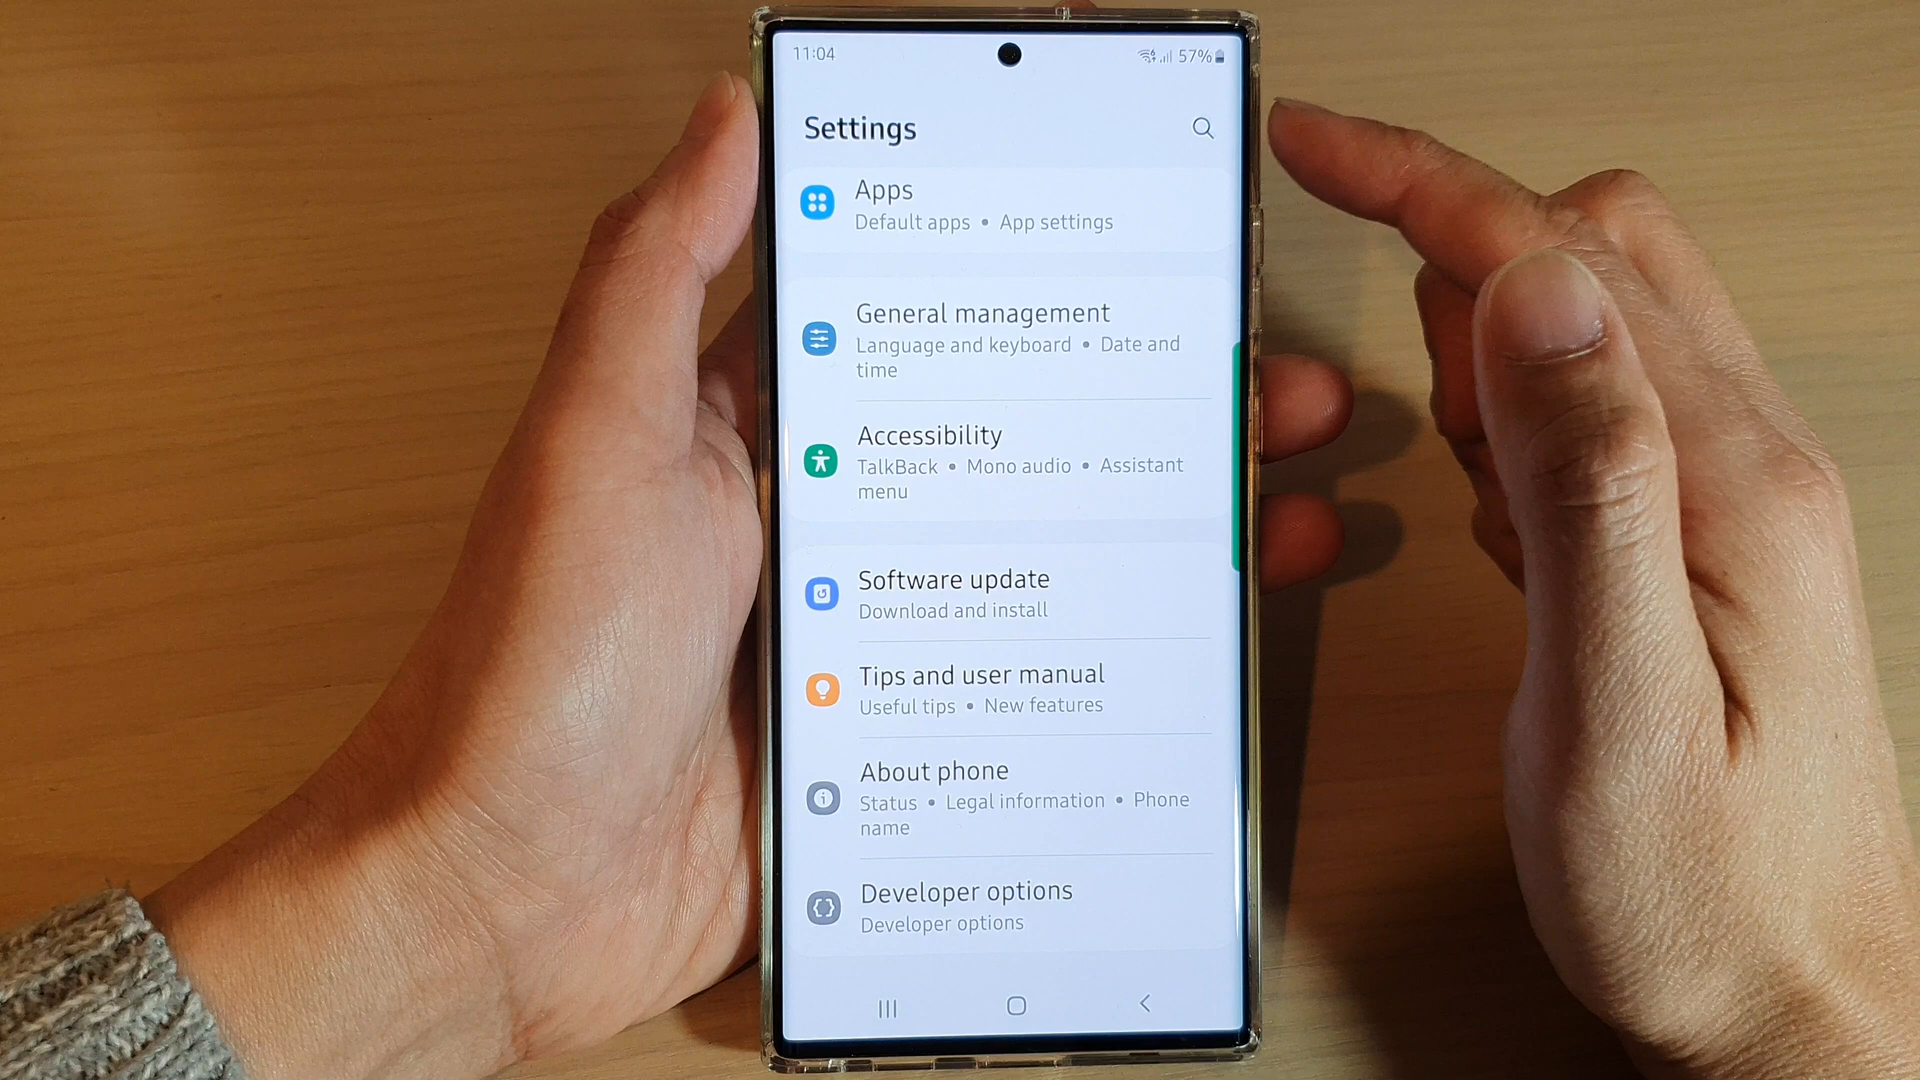 11:04
57%
Settings
Apps
Default apps • App settings
General management
Language and keyboard • Date and
time
Accessibility
TalkBack • Mono audio • Assistant
menu
Software update
Download and install
Tips and user manual
Useful tips • New features
About phone
Status • Legal information • Phone
name
Developer options
Developer options